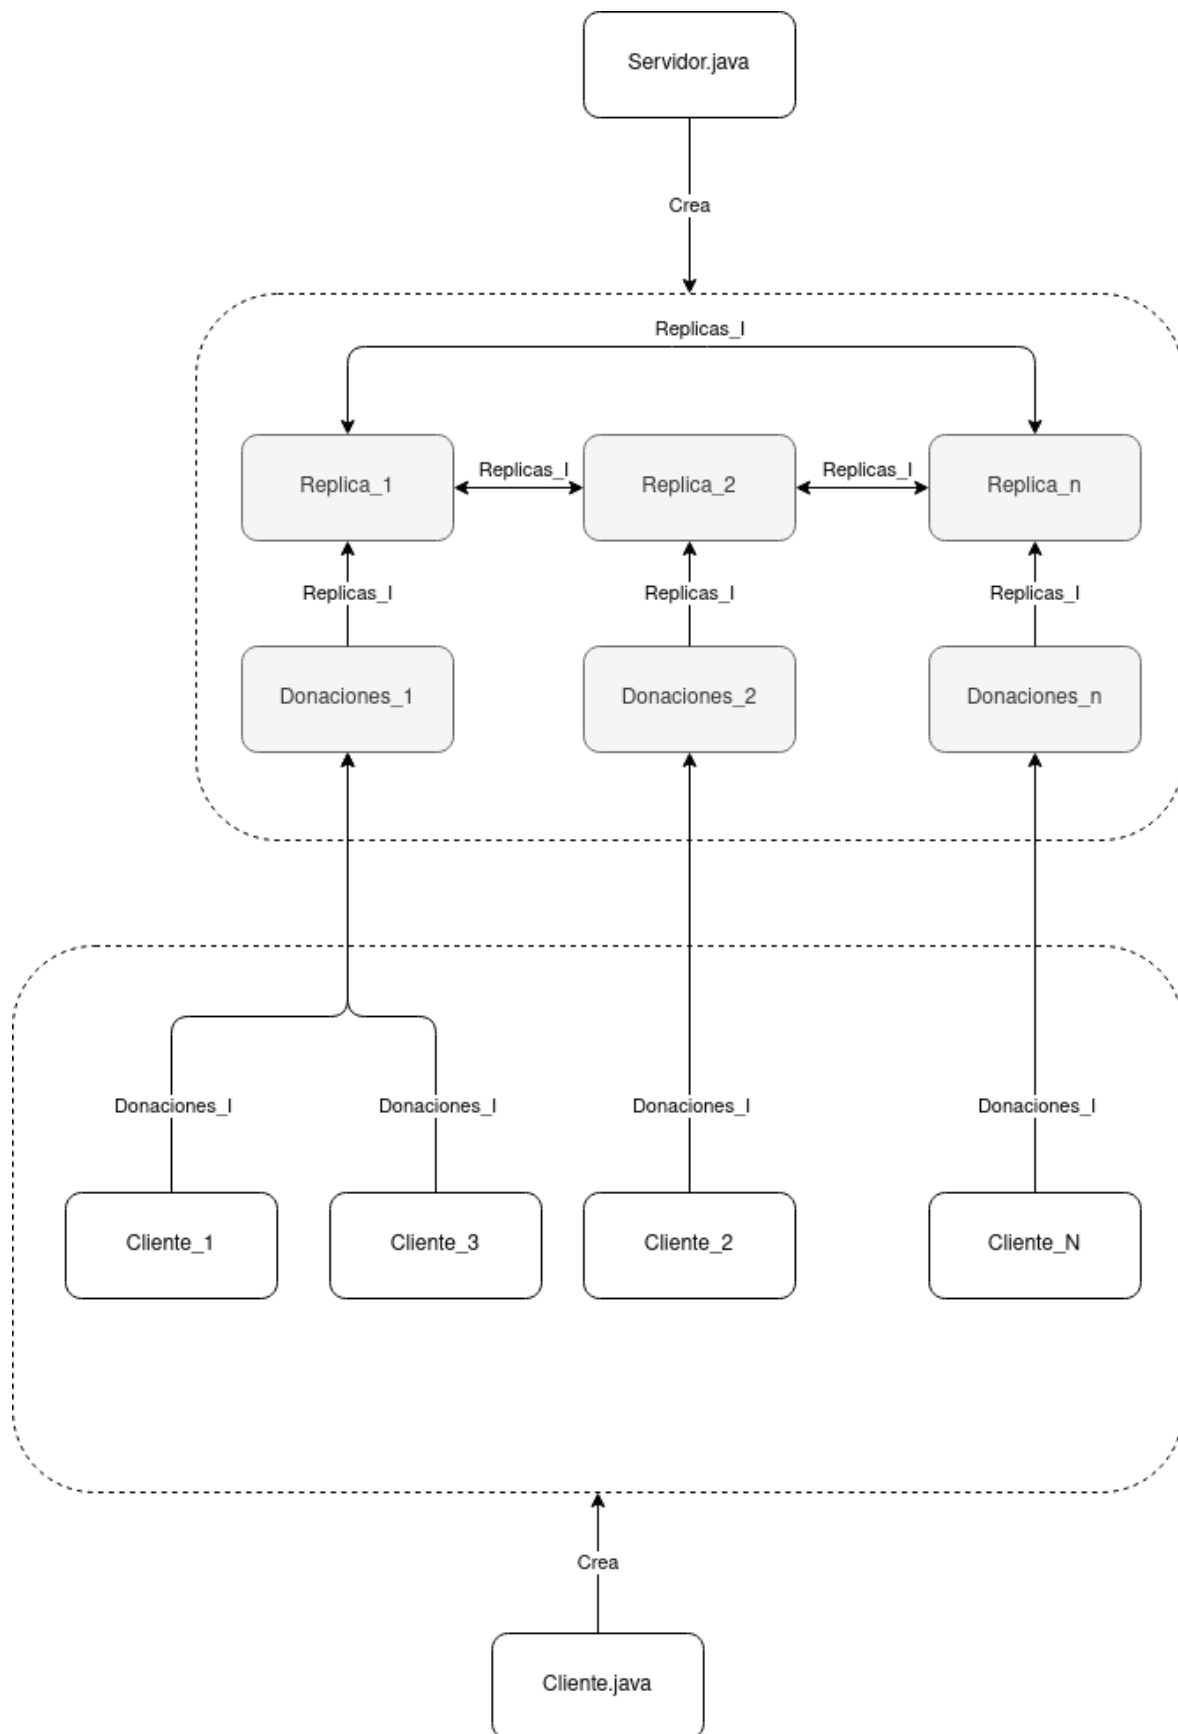 Servidor.java
Crea
Replicas_I
Replica_1
Replicas_I
Replica_2
Replicas_I
Replica_n
Replicas_I
Replicas_I
Replicas_I
Donaciones_1
Donaciones_2
Donaciones_n
Donaciones_I
Donaciones_I
Donaciones_I
Donaciones_I
Cliente_1
Cliente_3
Cliente_2
Cliente_N
Crea
Cliente.java